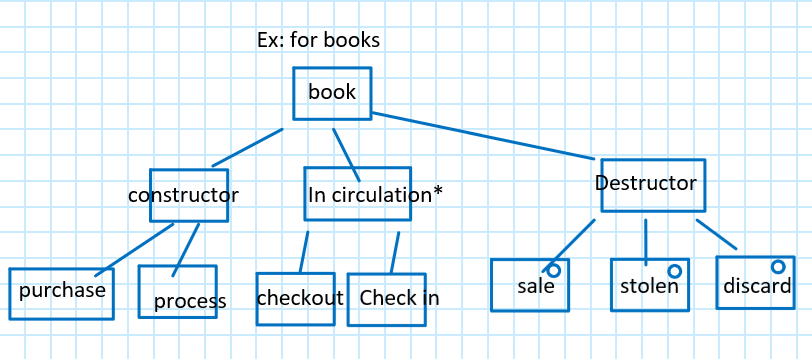 Ex: for books
book
constructor
In circulation*
Destructor
purchase
process
checkout
Check in
sale
stolen
discard